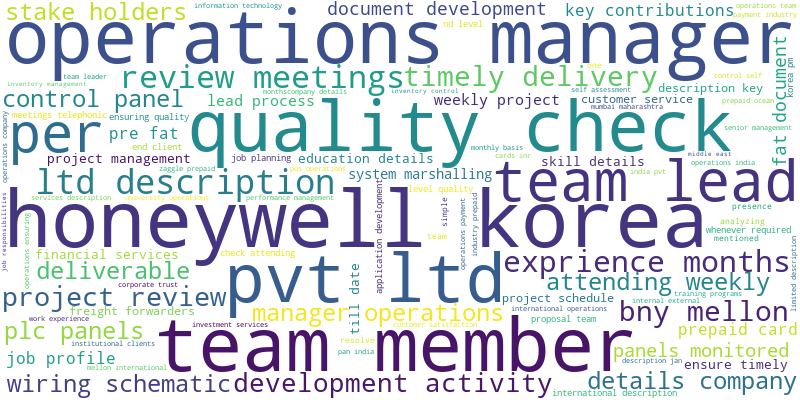 stake holders
information technology
document development
nd level
key contributions
operations team
payment industry
operations manager
review meetings
timely delivery
team leader
inventory management
monthscompany details
inventory control
self assessment
one
description key
control self
prepaid ocean
korea pm
fat document
control panel
lead process
weekly project
customer service
mumbai maharashtra
meetings telephonic
ensuring quality
operations company
per
pre fat
end client
quality check
monthly basis
senior management
project management
job planning
education details
cards inr
middle east
operations india
zaggle prepaid
pos operations
system marshalling
skill details
india pvt
ltd description
team lead
services description
university operations
performance management
level quality
job responsibilities
honeywell korea
application development
simple
team
operations payment
industry prepaid
presence
analyzing
whenever required
mentioned
limited description
operations ensuring
financial services
check attending
deliverable
pvt ltd
exprience months
corporate trust
attending weekly
training programs
project review
project schedule
internal external
freight forwarders
manager operations
till date
international operations
bny mellon
plc panels
work experience
investment services
customer satisfaction
proposal team
prepaid card
team member
resolve
institutional clients
pan india
panels monitored
job profile
mellon international
description jan
ensure timely
wiring schematic
development activity
details company
international description